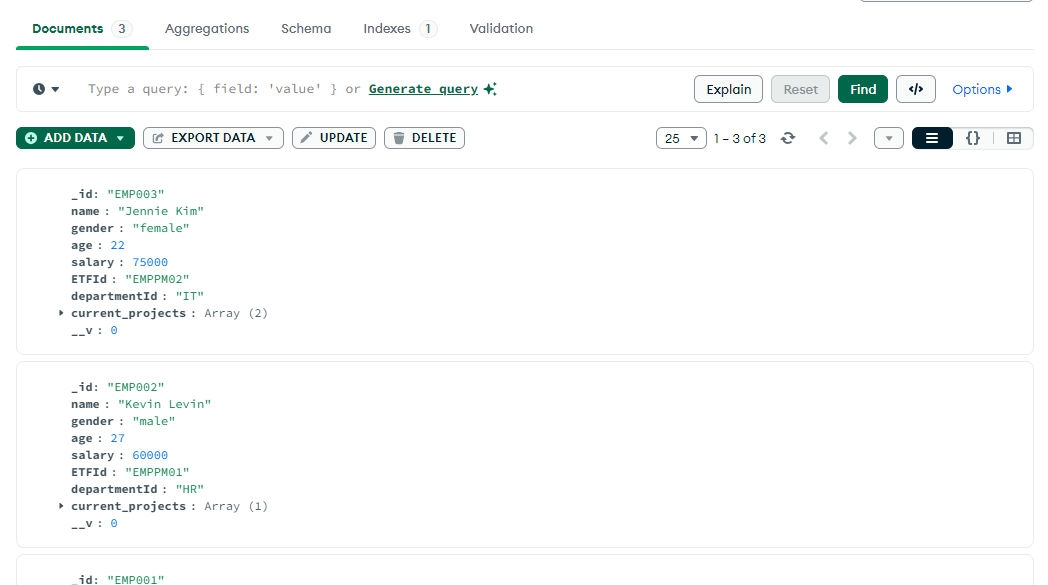 Documents 3 Aggregations Schema Indexes 1 Validation
Type a query: { field: 'value' } or Generate query Explain Reset Find </> Options
ADD DATA EXPORT DATA UPDATE DELETE 25 1 – 3 of 3 {}
_id: "EMP003"
name : "Jennie Kim"
gender : "female"
age : 22
salary : 75000
ETFId : "EMPPM02"
departmentId : "IT"
current_projects : Array (2)
__v : 0
_id: "EMP002"
name : "Kevin Levin"
gender : "male"
age : 27
salary : 60000
ETFId : "EMPPM01"
departmentId : "HR"
current_projects : Array (1)
__v : 0
_id: "EMP001"